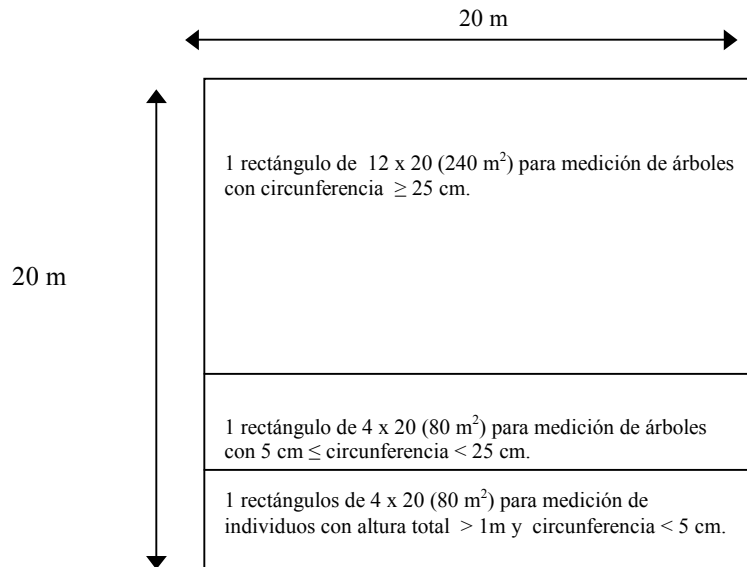 20 m
1 rectángulo de 12 x 20 (240 m²) para medición de árboles
con circunferencia ≥ 25 cm.
20 m
1 rectángulo de 4 x 20 (80 m²) para medición de árboles
con 5 cm ≤ circunferencia < 25 cm.
1 rectángulos de 4 x 20 (80 m²) para medición de
individuos con altura total > 1m y circunferencia < 5 cm.